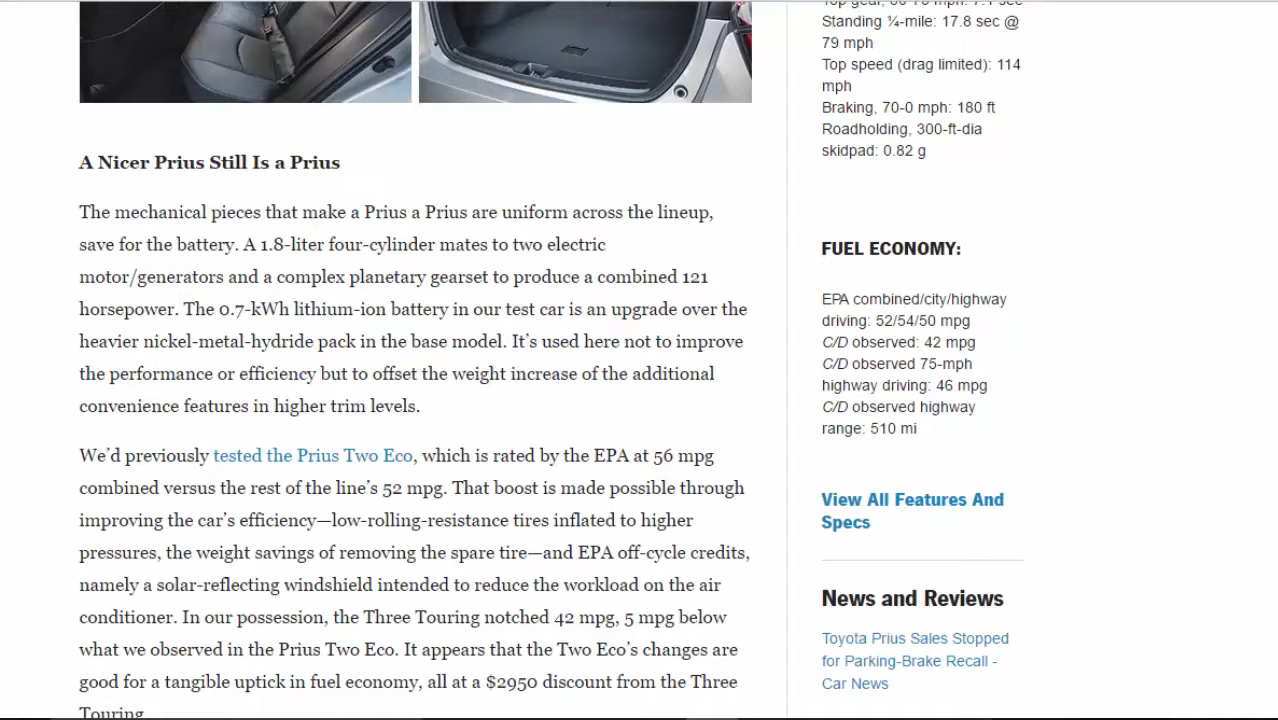 A Nicer Prius Still Is a Prius
The mechanical pieces that make a Prius a Prius are uniform across the lineup,
save for the battery. A 1.8-liter four-cylinder mates to two electric
motor/generators and a complex planetary gearset to produce a combined 121
horsepower. The 0.7-kWh lithium-ion battery in our test car is an upgrade over the
heavier nickel-metal-hydride pack in the base model. It’s used here not to improve
the performance or efficiency but to offset the weight increase of the additional
convenience features in higher trim levels.
We’d previously tested the Prius Two Eco, which is rated by the EPA at 56 mpg
combined versus the rest of the line’s 52 mpg. That boost is made possible through
improving the car’s efficiency—low-rolling-resistance tires inflated to higher
pressures, the weight savings of removing the spare tire—and EPA off-cycle credits,
namely a solar-reflecting windshield intended to reduce the workload on the air
conditioner. In our possession, the Three Touring notched 42 mpg, 5 mpg below
what we observed in the Prius Two Eco. It appears that the Two Eco’s changes are
good for a tangible uptick in fuel economy, all at a $2950 discount from the Three
Touring
Standing ¼-mile: 17.8 sec @
79 mph
Top speed (drag limited): 114
mph
Braking, 70-0 mph: 180 ft
Roadholding, 300-ft-dia
skidpad: 0.82 g
FUEL ECONOMY:
EPA combined/city/highway
driving: 52/54/50 mpg
C/D observed: 42 mpg
C/D observed 75-mph
highway driving: 46 mpg
C/D observed highway
range: 510 mi
View All Features And
Specs
News and Reviews
Toyota Prius Sales Stopped
for Parking-Brake Recall -
Car News